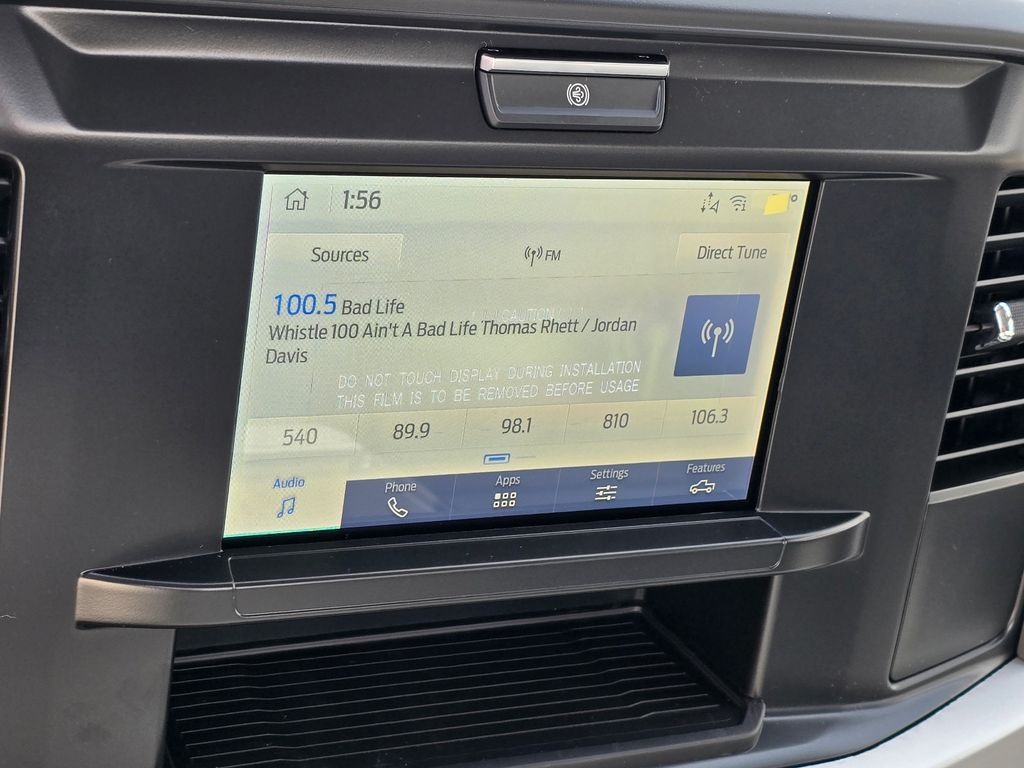 1:56
Sources
FM
Direct Tune
100.5 Bad Life
CAUTION
Whistle 100 Ain't A Bad Life Thomas Rhett / Jordan
Davis
DO NOT TOUCH DISPLAY DURING INSTALLATION
THIS FILM IS TO BE REMOVED BEFORE USAGE
540 89.9 98.1 810 106.3
Audio Phone Apps Settings Features